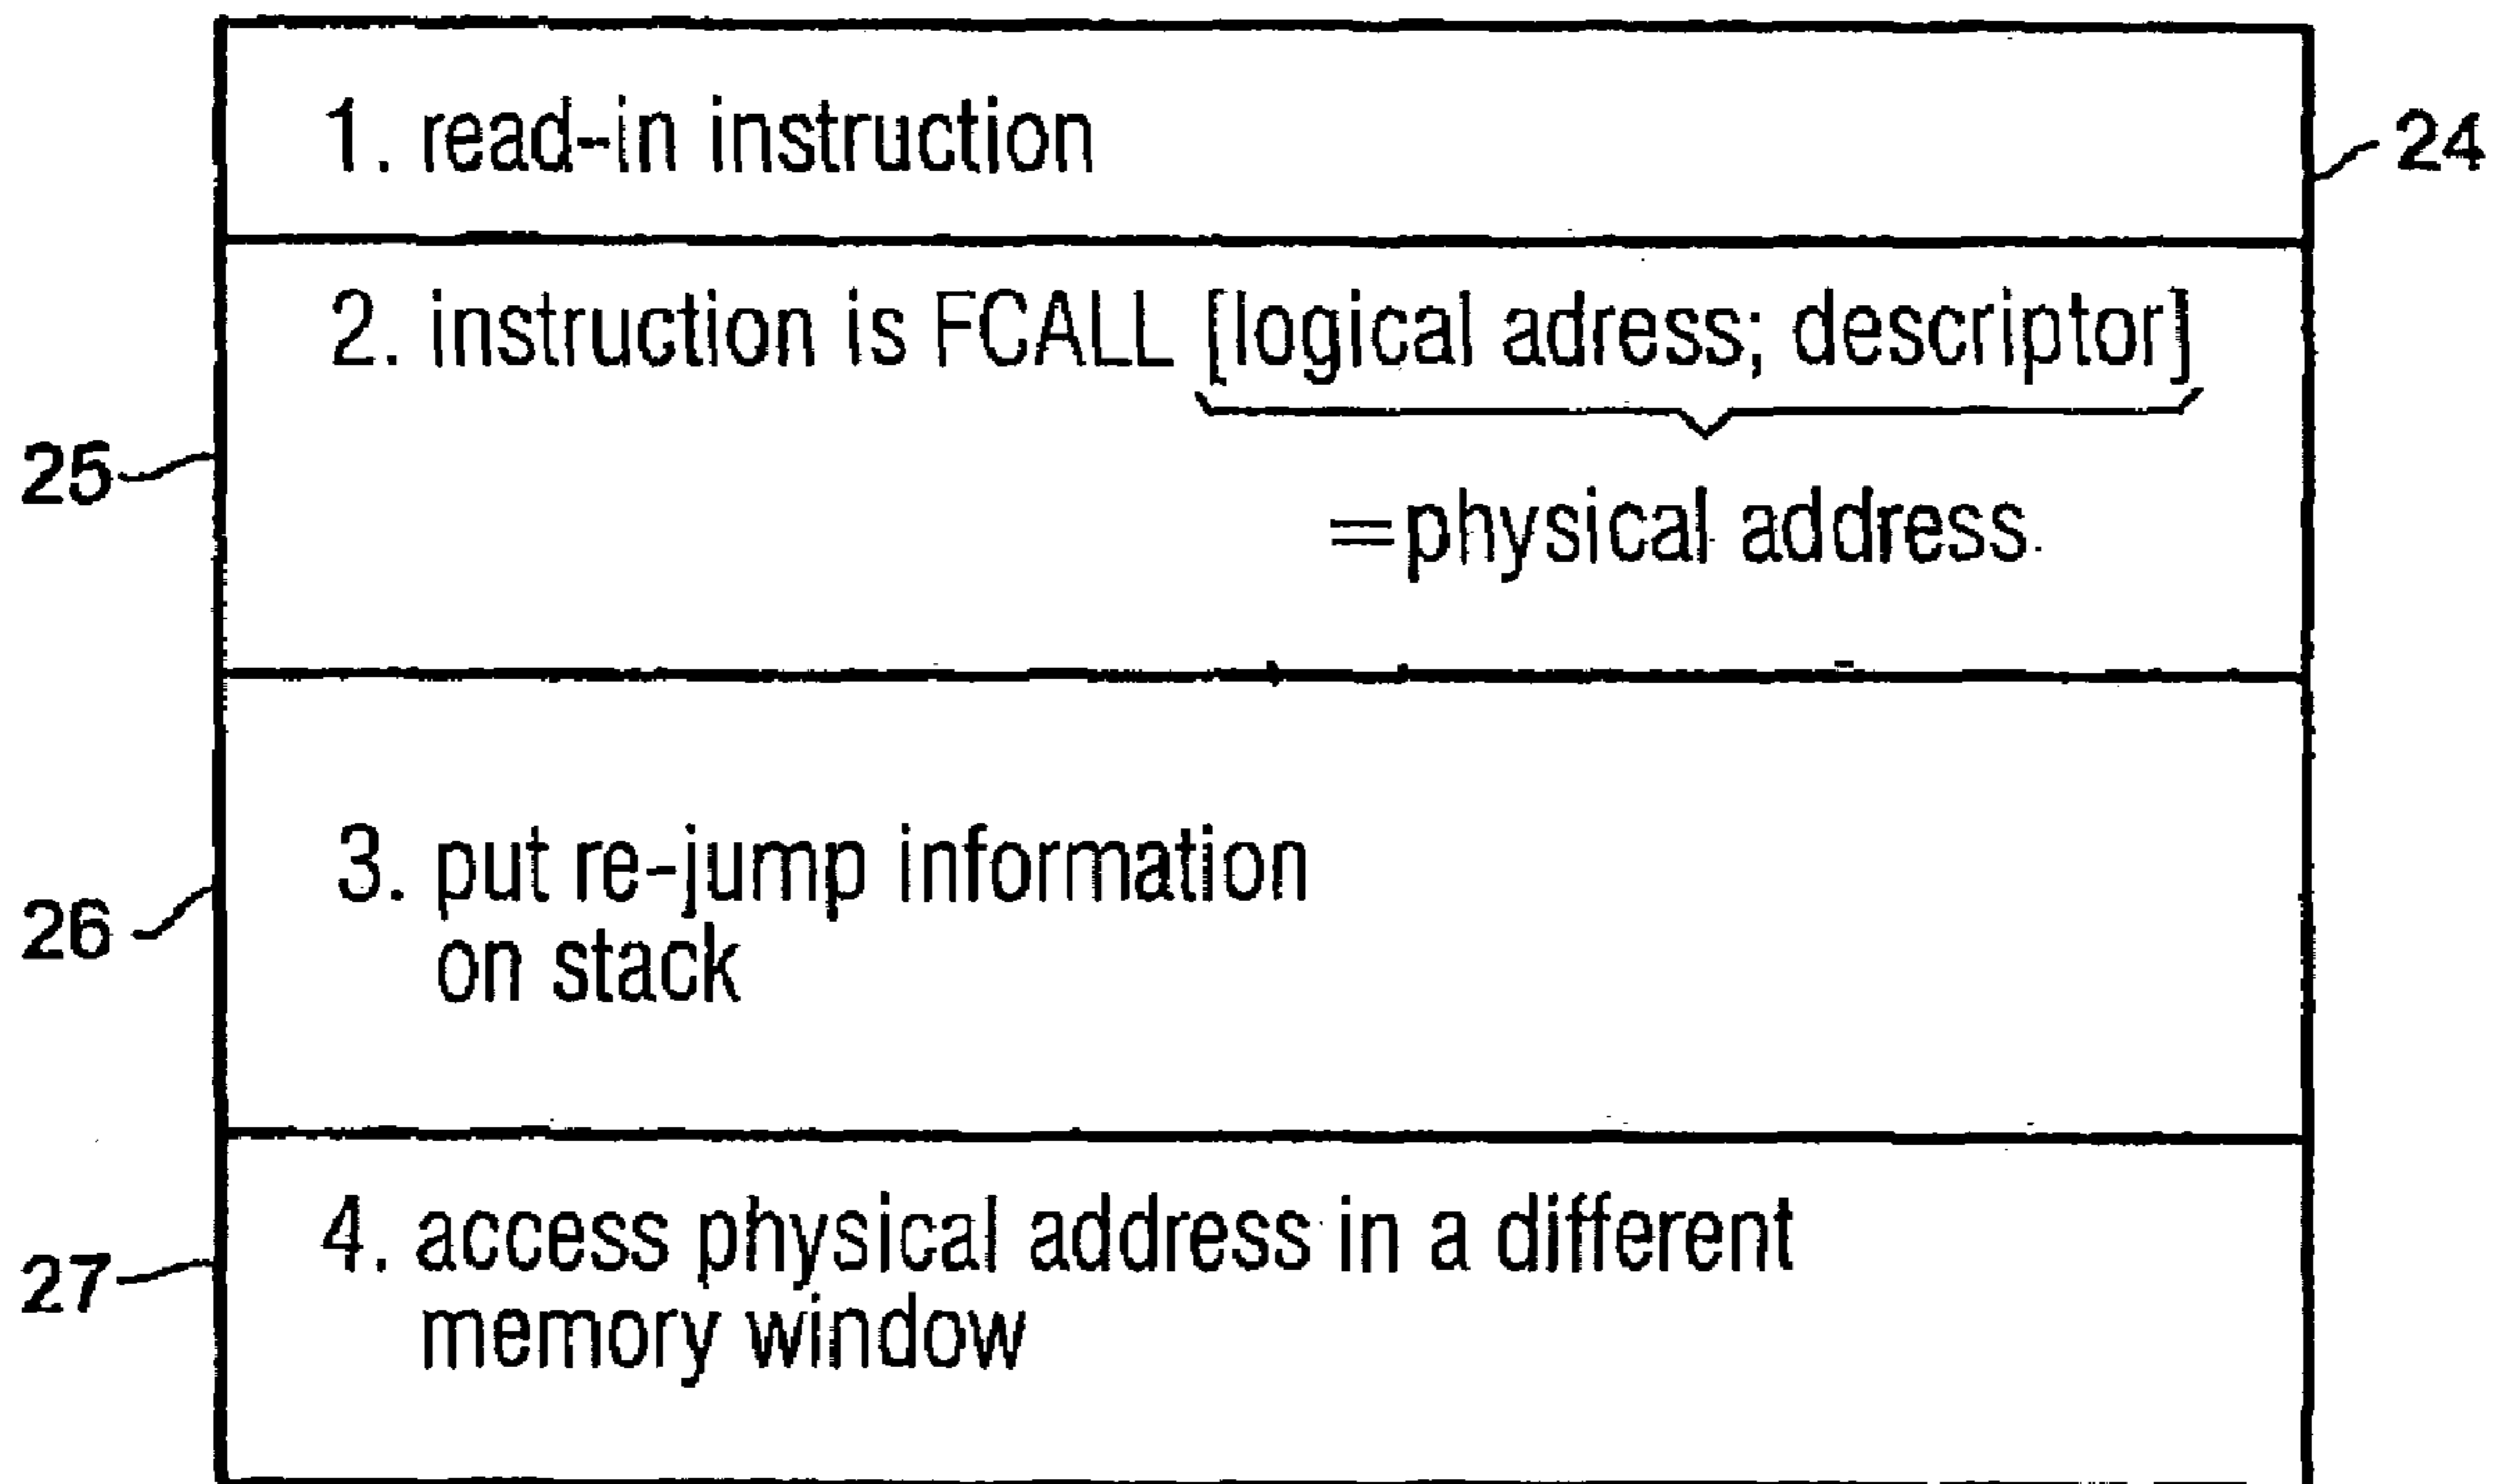 1. read-in instruction
24
2. instruction is FCALL [logical adress; descriptor]
25
=physical address.
3. put re-jump information
26
on stack
4. access physical address in a different
27
memory window